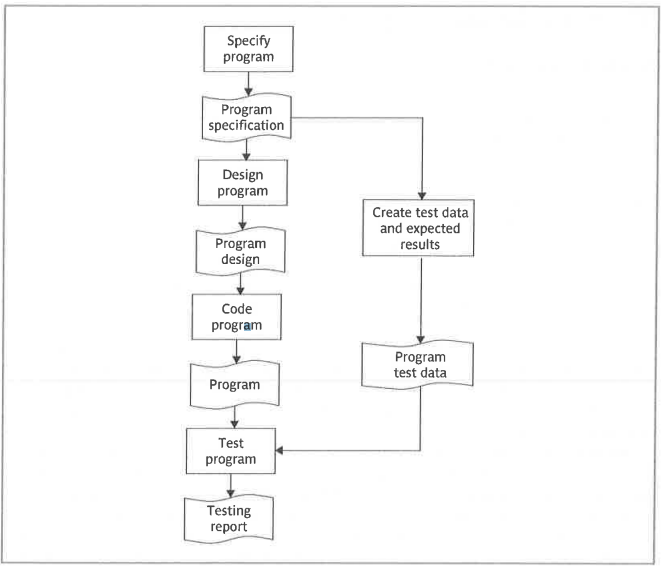 Specify
program
Program
specification
Design
program
Create test data
and expected
results
Program
design
Code
program
Program
test data
Program
Test
program
Testing
report